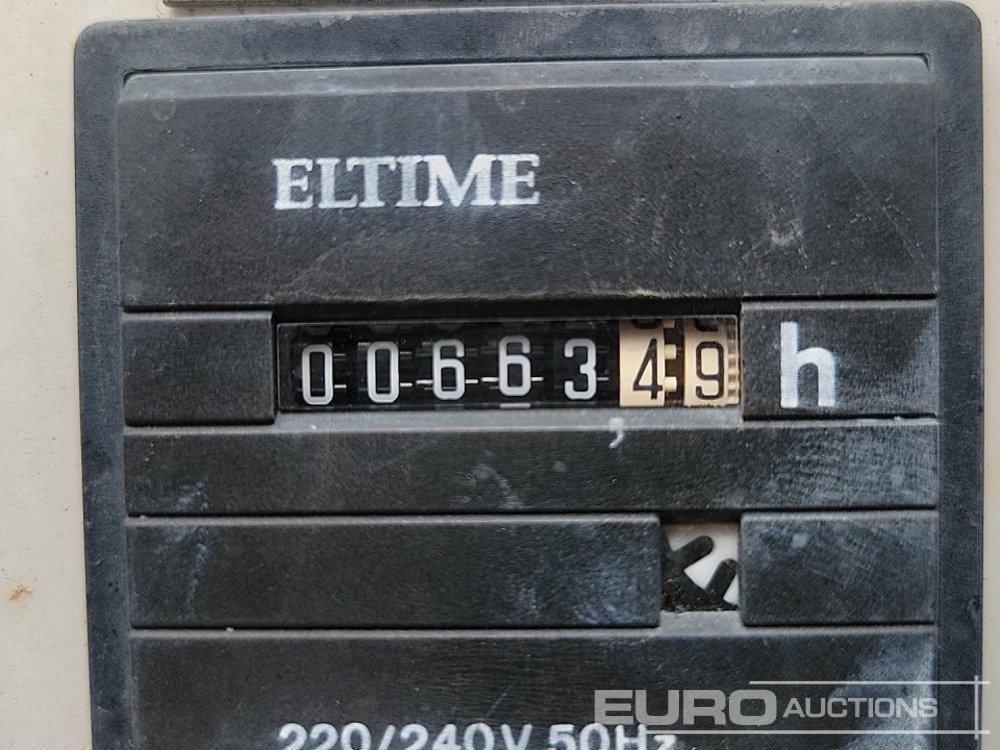 ELTIME
0066349 h
,
220/240V 50Hz
EURO AUCTIONS